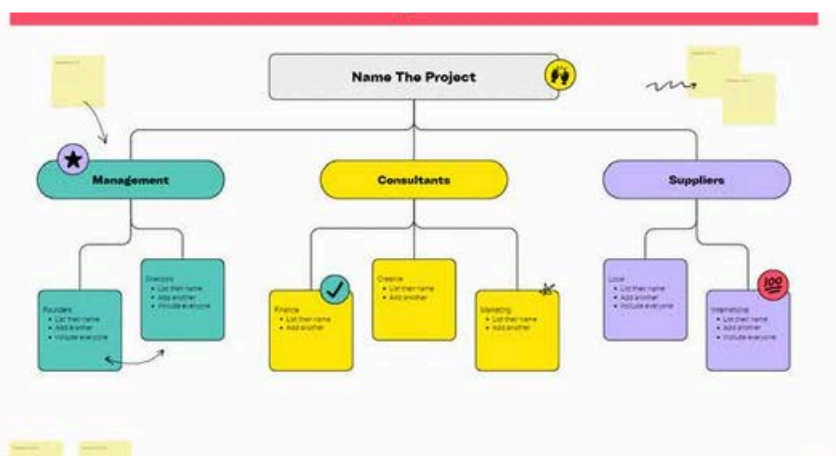 Name The Project
Management
Consultants
Suppliers
Founders
• List their name
• Add another
• Include everyone
Directors
• List their name
• Add another
• Include everyone
Finance
• List their name
• Add another
Creative
• List their name
• Add another
Marketing
• List their name
• Add another
Local
• List their name
• Add another
• Include everyone
International
• List their name
• Add another
• Include everyone
100